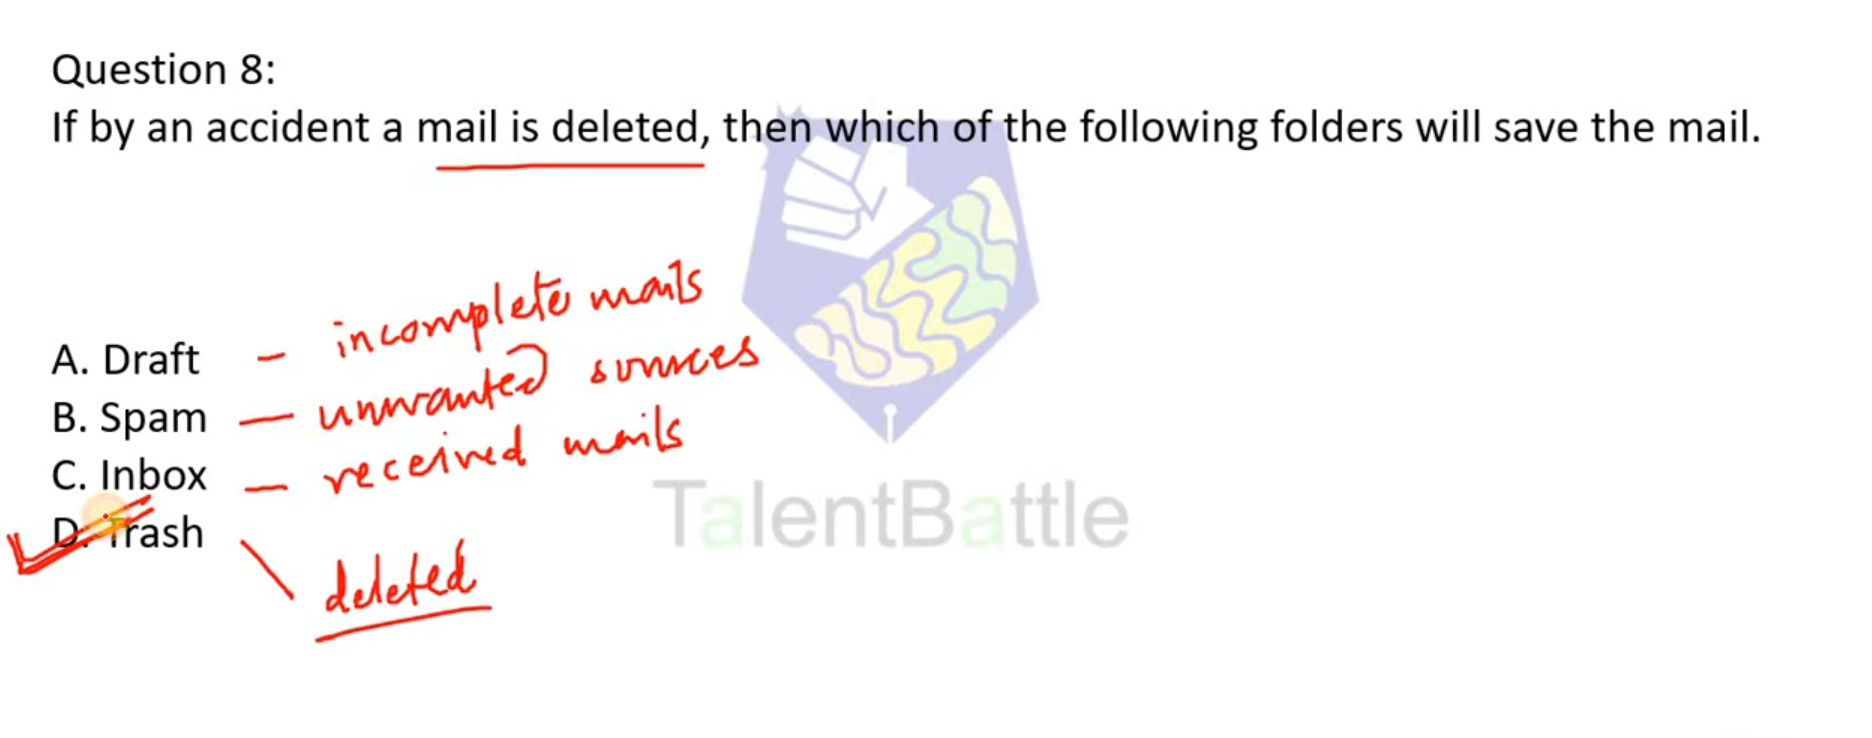 Question 8:
If by an accident a mail is deleted, then which of the following folders will save the mail.
A. Draft - incomplete mails
B. Spam - unwanted sources
C. Inbox - received mails
D. Trash \ deleted
TalentBattle